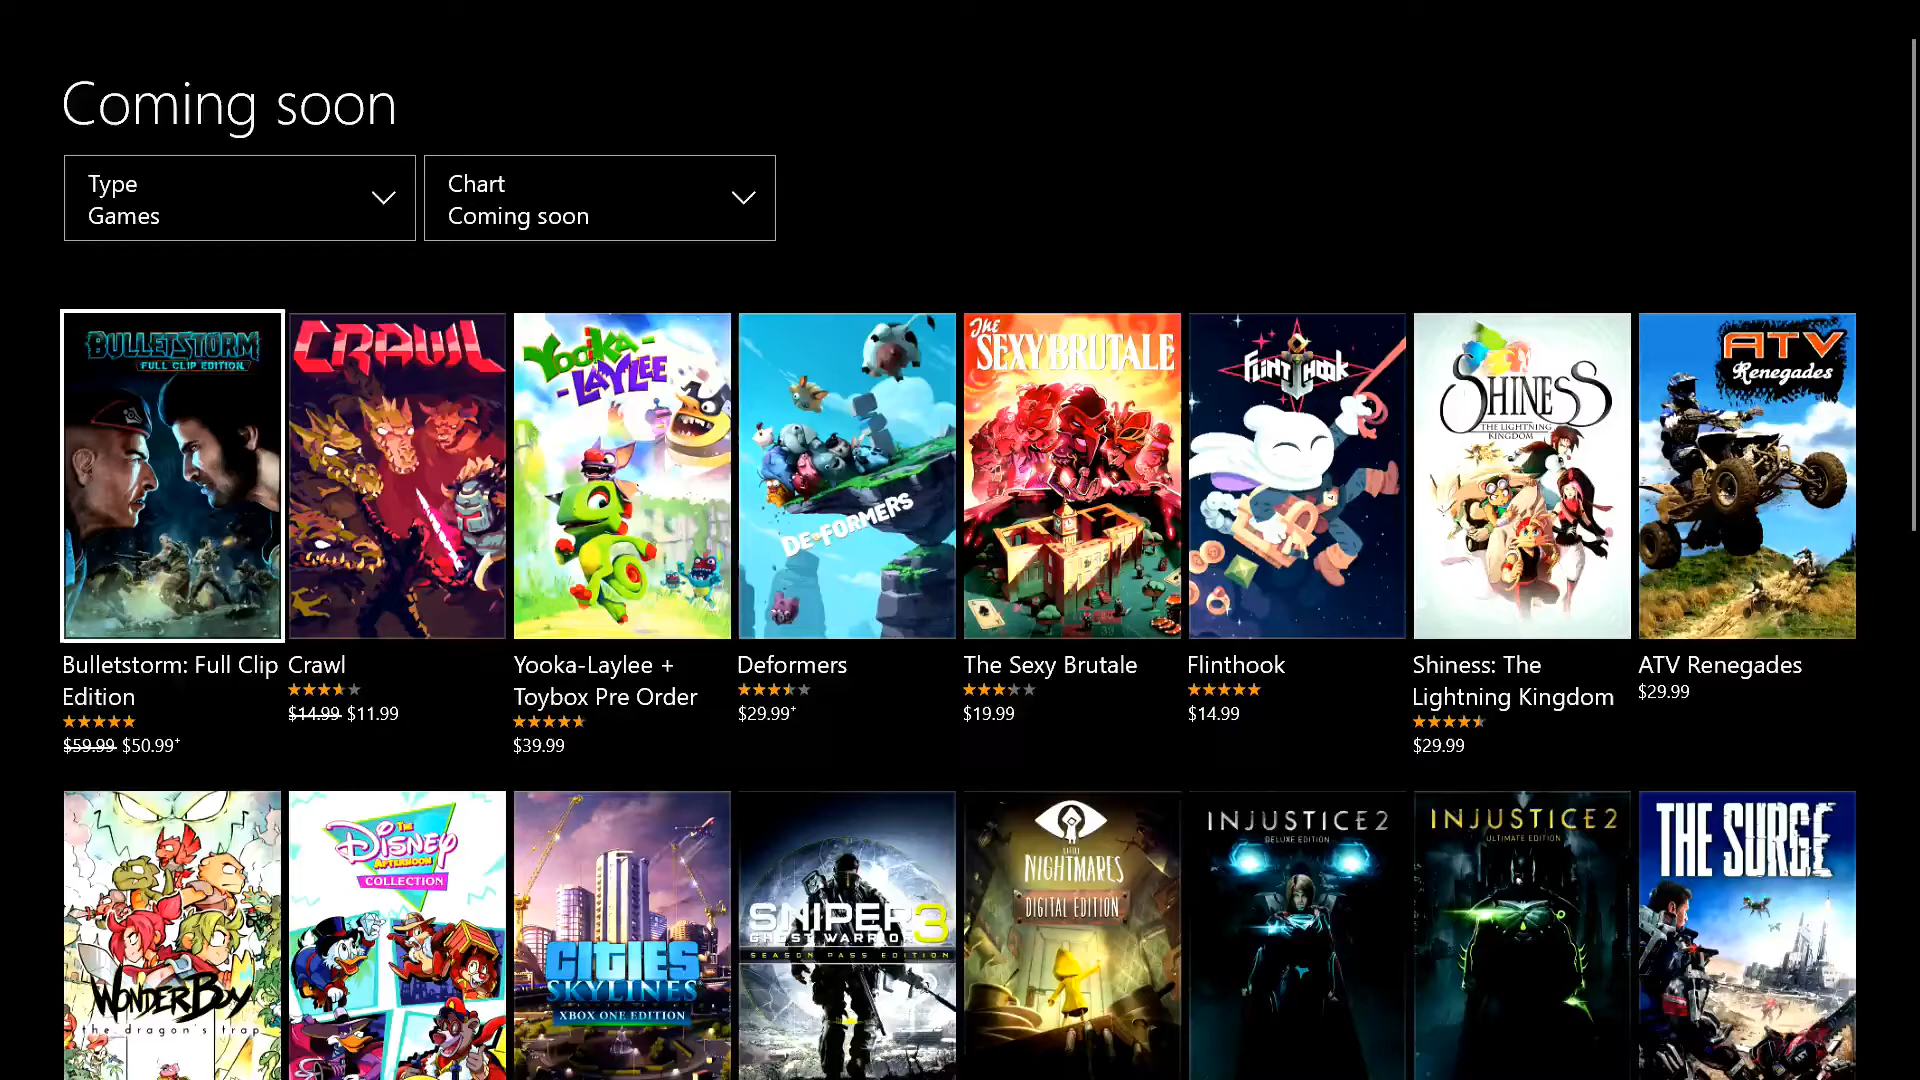 Coming soon
Type
Games
Chart
Coming soon
BULLETSTORM
FULL CLIP EDITION
CRAWL
YOOKA-
-LAYLEE
DE-FORMERS
The
SEXY BRUTALE
FLINTHOOK
SHINESS
THE LIGHTNING
KINGDOM
ATV
Renegades
Bulletstorm: Full Clip
Edition
$59.99 $50.99+
Crawl
$14.99 $11.99
Yooka-Laylee +
Toybox Pre Order
$39.99
Deformers
$29.99+
The Sexy Brutale
$19.99
Flinthook
$14.99
Shiness: The
Lightning Kingdom
$29.99
ATV Renegades
$29.99
WONDER BOY
the dragon's trap
THE
DISNEY
AFTERNOON
COLLECTION
CITIES
SKYLINES
XBOX ONE EDITION
SNIPER 3
GHOST WARRIOR
SEASON PASS EDITION
LITTLE
NIGHTMARES
DIGITAL EDITION
INJUSTICE 2
DELUXE EDITION
INJUSTICE 2
ULTIMATE EDITION
THE SURGE